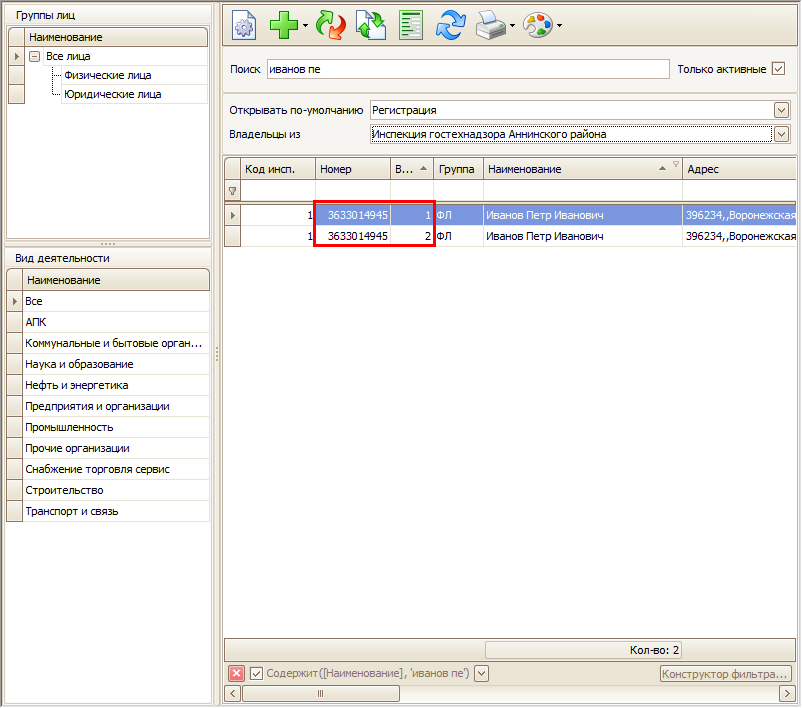 Группы лиц
Наименование
Все лица
Физические лица
Юридические лица
Вид деятельности
Наименование
Все
АПК
Коммунальные и бытовые орган...
Наука и образование
Нефть и энергетика
Предприятия и организации
Промышленность
Прочие организации
Снабжение торговля сервис
Строительство
Транспорт и связь
Поиск иванов пе Только активные
Открывать по-умолчанию Регистрация
Владельцы из Инспекция гостехнадзора Аннинского района
Код инсп. Номер В... Группа Наименование Адрес
1 3633014945 1 ФЛ Иванов Петр Иванович 396234,,Воронежская
1 3633014945 2 ФЛ Иванов Петр Иванович 396234,,Воронежская
Кол-во: 2
Содержит([Наименование], 'иванов пе') Конструктор фильтра...